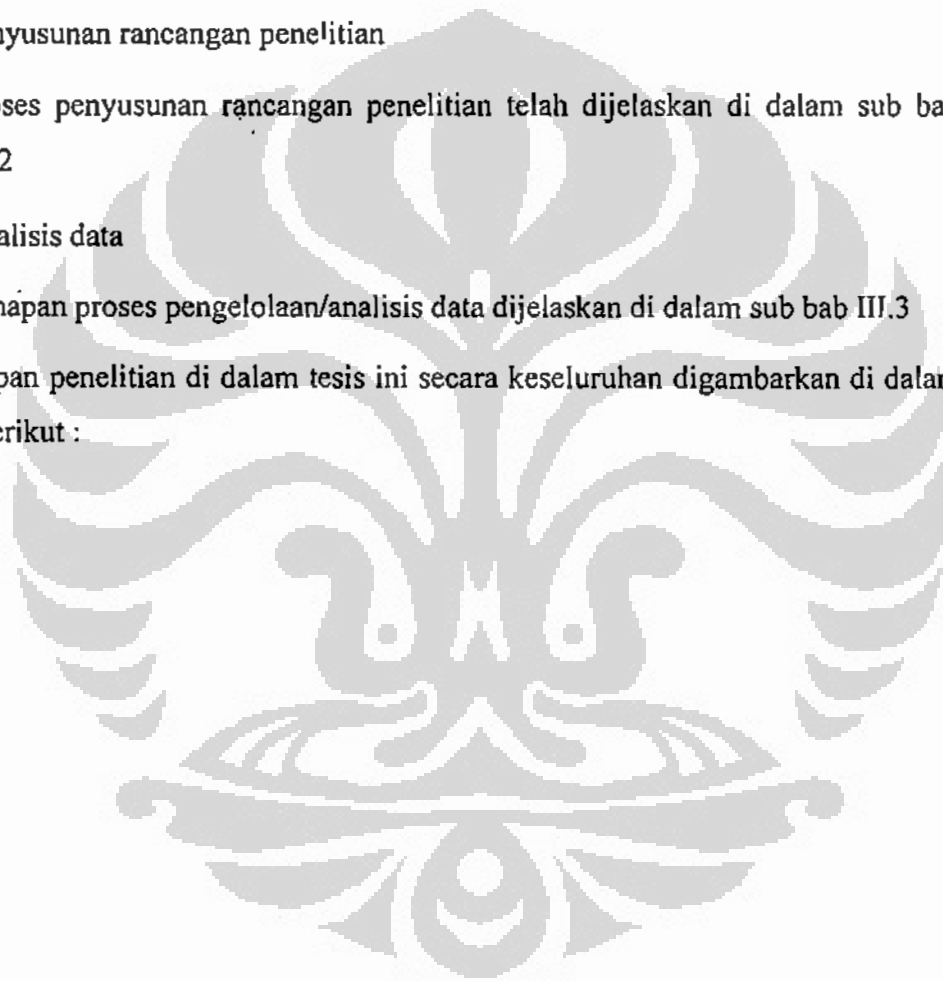 nyusunan rancangan penelitian
oses penyusunan rancangan penelitian telah dijelaskan di dalam sub ba
2
alisis data
hapan proses pengelolaan/analisis data dijelaskan di dalam sub bab III.3
pan penelitian di dalam tesis ini secara keseluruhan digambarkan di dalam
erikut :